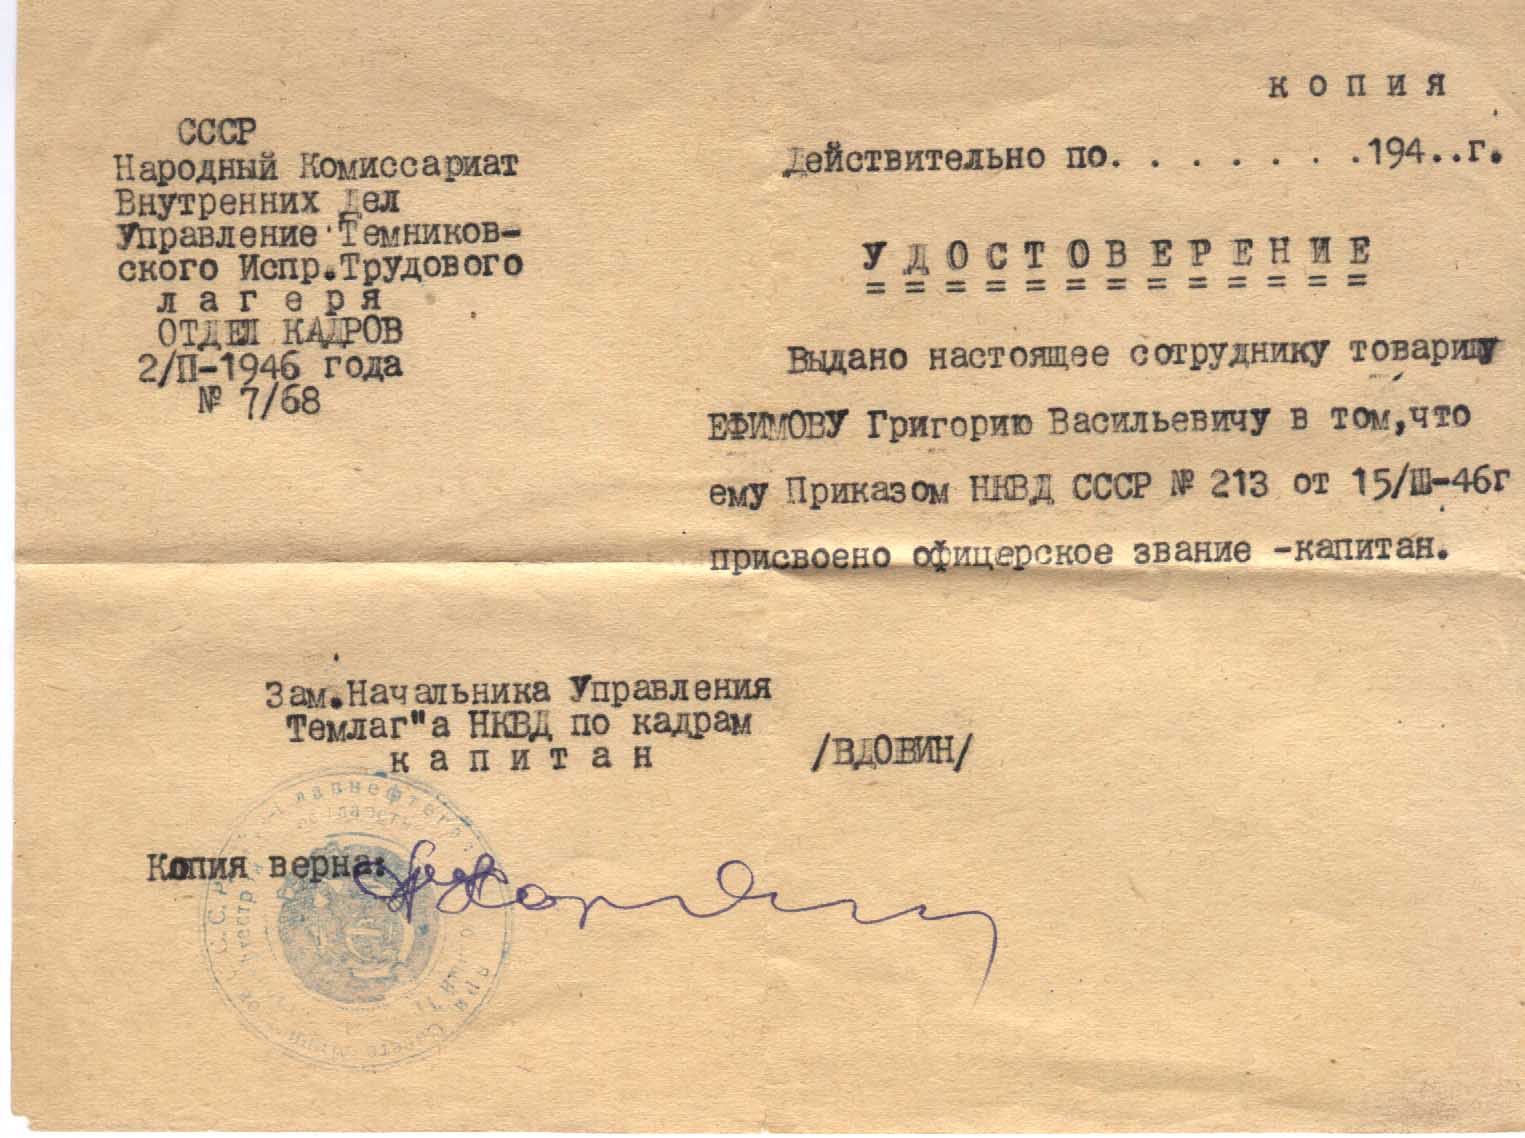 копия
СССР
Народный Комиссариат
Внутренних Дел
Управление Темников-
ского Испр.Трудового
лагеря
ОТДЕЛ КАДРОВ
2/П-1946 года
№ 7/68
Действительно по. . . . . . . .194..г.
УДОСТОВЕРЕНИЕ
=============
Выдано настоящее сотруднику товарищу
ЕФИМОВУ Григорию Васильевичу в том,что
ему Приказом НКВД СССР № 213 от 15/Ш-46г
присвоено офицерское звание -капитан.
Зам.Начальника Управления
Темлаг"а НКВД по кадрам
капитан /ВДОВИН/
Копия верна: